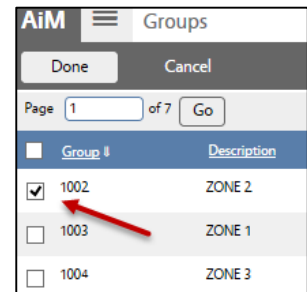 AiM Groups
Done Cancel
Page 1 of 7 Go
Group Description
1002 ZONE 2
1003 ZONE 1
1004 ZONE 3